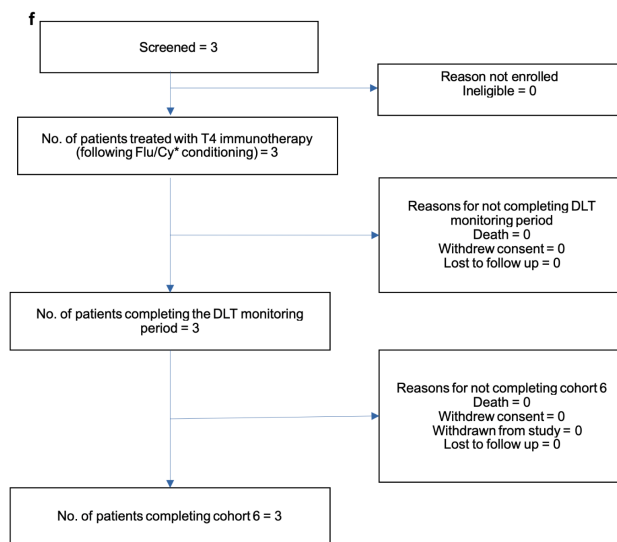 f
Screened = 3
Reason not enrolled
Ineligible = 0
No. of patients treated with T4 immunotherapy
(following Flu/Cy* conditioning) = 3
Reasons for not completing DLT
monitoring period
Death = 0
Withdrew consent = 0
Lost to follow up = 0
No. of patients completing the DLT monitoring
period = 3
Reasons for not completing cohort 6
Death = 0
Withdrew consent = 0
Withdrawn from study = 0
Lost to follow up = 0
No. of patients completing cohort 6 = 3